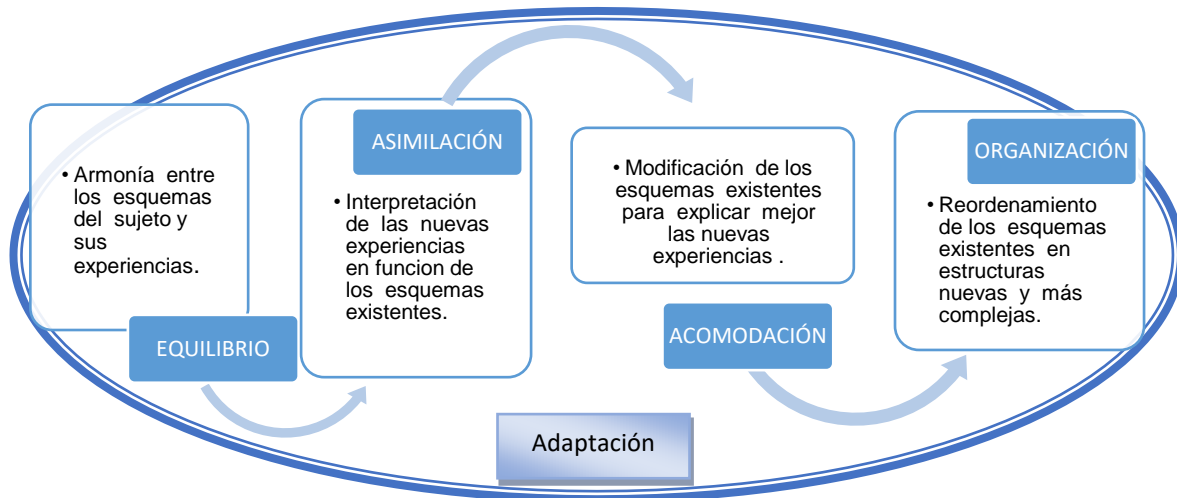 • Armonía entre
los esquemas
del sujeto y
sus
experiencias.
EQUILIBRIO
ASIMILACIÓN
• Interpretación
de las nuevas
experiencias
en funcion de
los esquemas
existentes.
• Modificación de los
esquemas existentes
para explicar mejor
las nuevas
experiencias .
ACOMODACIÓN
ORGANIZACIÓN
• Reordenamiento
de los esquemas
existentes en
estructuras
nuevas y más
complejas.
Adaptación